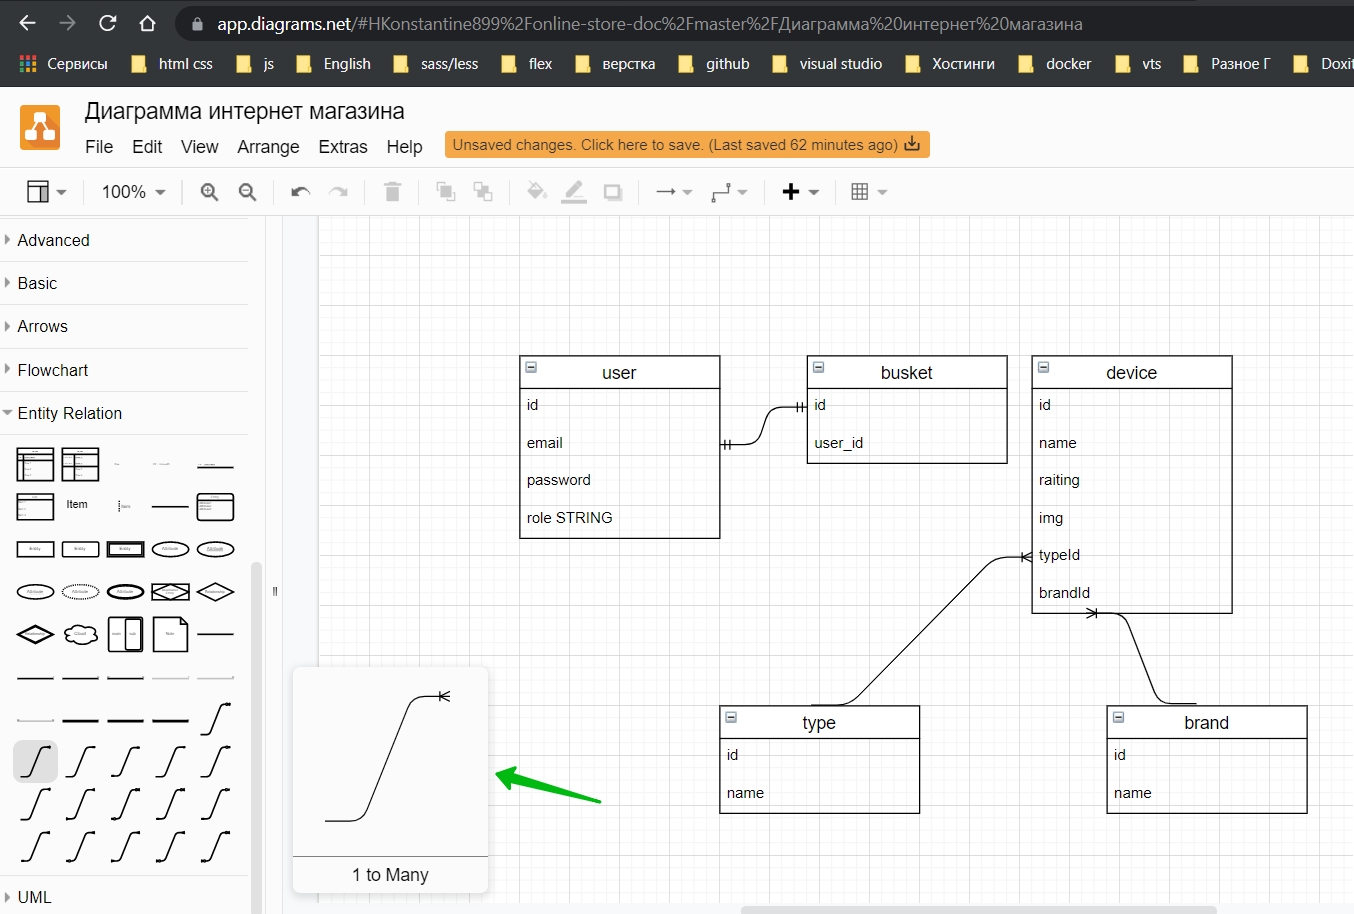 app.diagrams.net/#HKonstantine899%2Fonline-store-doc%2Fmaster%2FДиаграмма%20интернет%20магазина
Сервисы html css js English sass/less flex верстка github visual studio Хостинги docker vts Разное Г Doxit
Диаграмма интернет магазина
File Edit View Arrange Extras Help
Unsaved changes. Click here to save. (Last saved 62 minutes ago)
100%
Advanced
Basic
Arrows
Flowchart
Entity Relation
Item
UML
user
id
email
password
role STRING
busket
id
user_id
device
id
name
raiting
img
typeId
brandId
type
id
name
brand
id
name
1 to Many